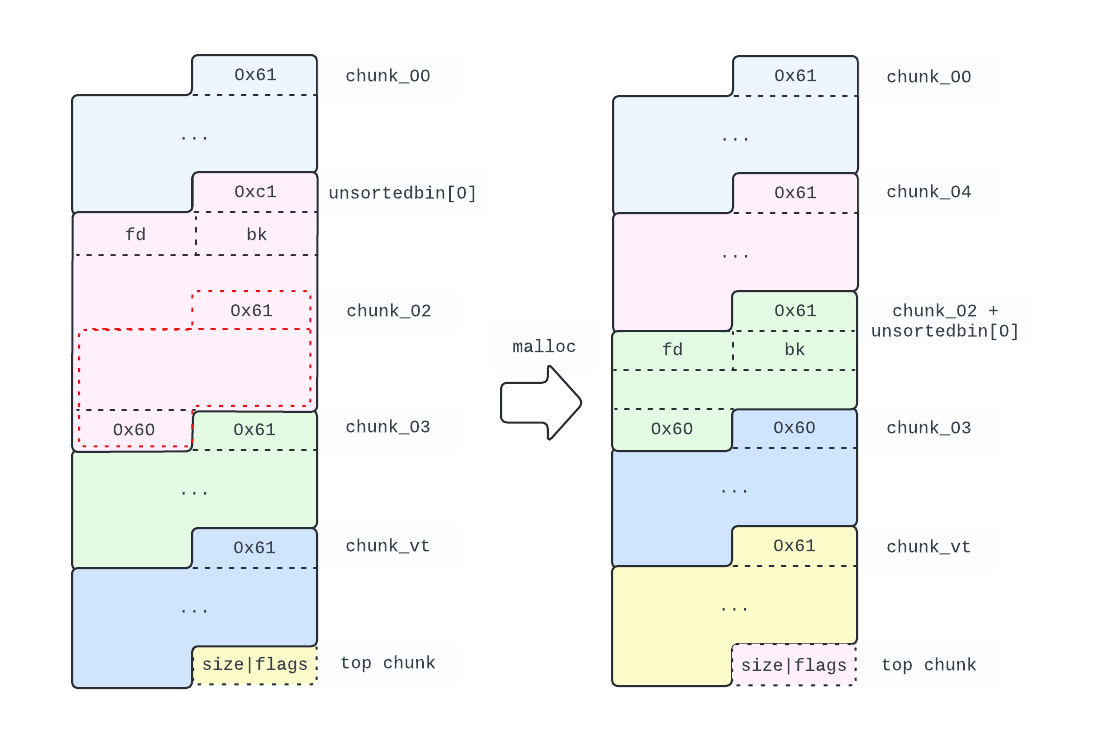 0x61
chunk_00
...
0xc1
unsortedbin[0]
fd
bk
0x61
chunk_02
0x60
0x61
chunk_03
...
0x61
chunk_vt
...
size|flags
top chunk
malloc
0x61
chunk_00
...
0x61
chunk_04
...
0x61
chunk_02 +
unsortedbin[0]
fd
bk
0x60
0x60
chunk_03
...
0x61
chunk_vt
...
size|flags
top chunk